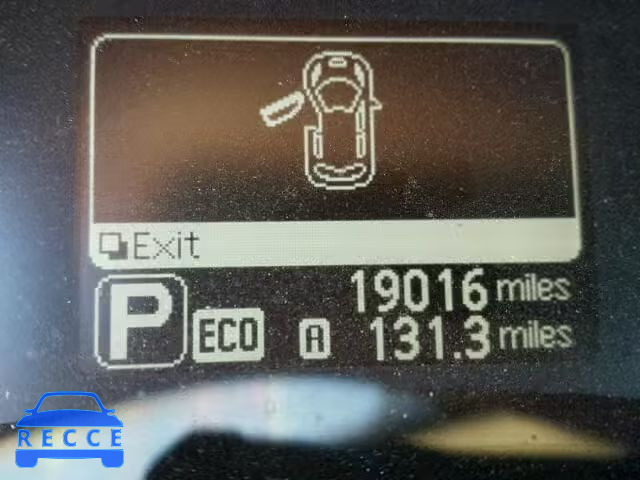 Exit
19016 miles
P ECO A 131.3 miles
RECCE